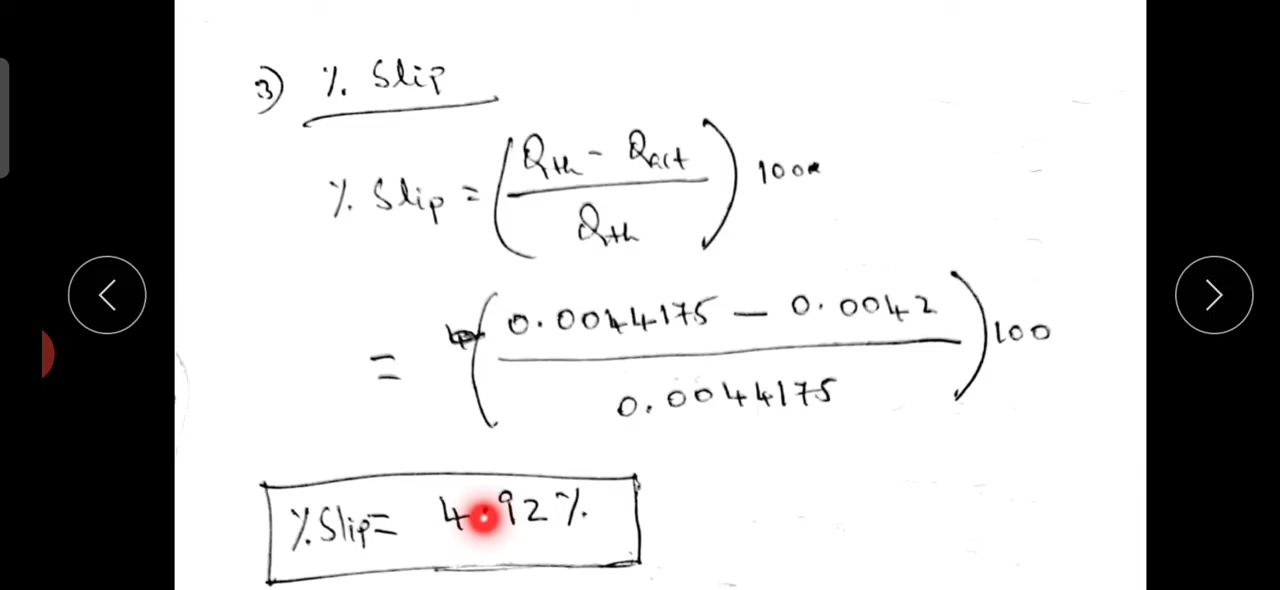 3) % Slip
% Slip = (Qth - Qact / Qth) 100
= (0.0044175 - 0.0042 / 0.0044175) 100
% Slip = 4.92 %